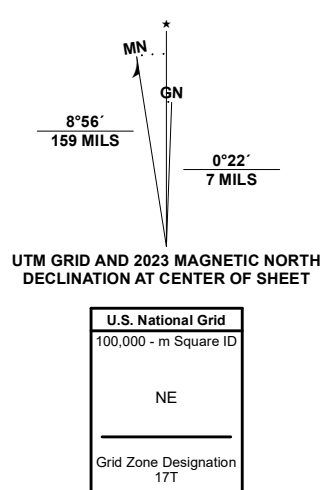 MN
GN
8°56´
159 MILS
0°22´
7 MILS
UTM GRID AND 2023 MAGNETIC NORTH
DECLINATION AT CENTER OF SHEET
U.S. National Grid
100,000 - m Square ID
NE
Grid Zone Designation
17T